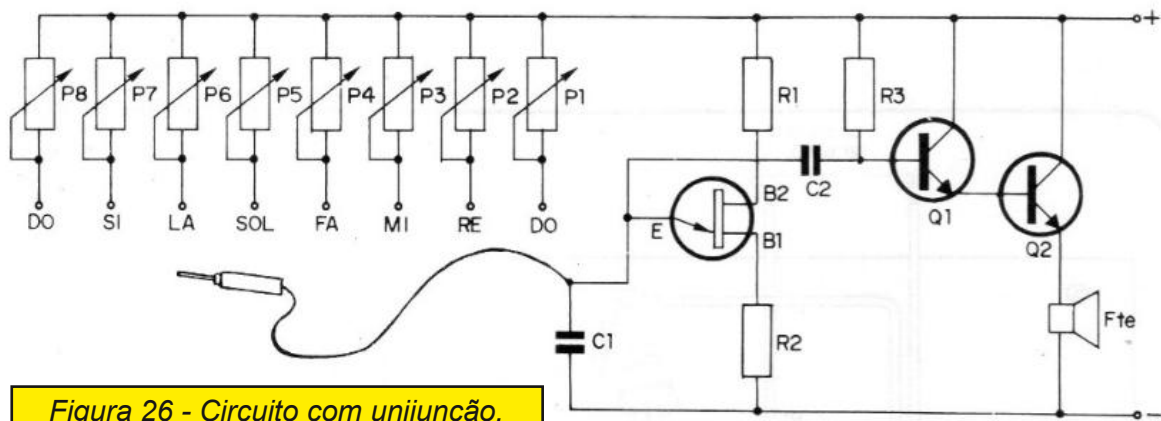 +
P8 P7 P6 P5 P4 P3 P2 P1 R1 R3
C2
B2
DO SI LA SOL FA MI RE DO E B1 Q1 Q2
C1 R2 Fte
−
Figura 26 - Circuito com unijunção.